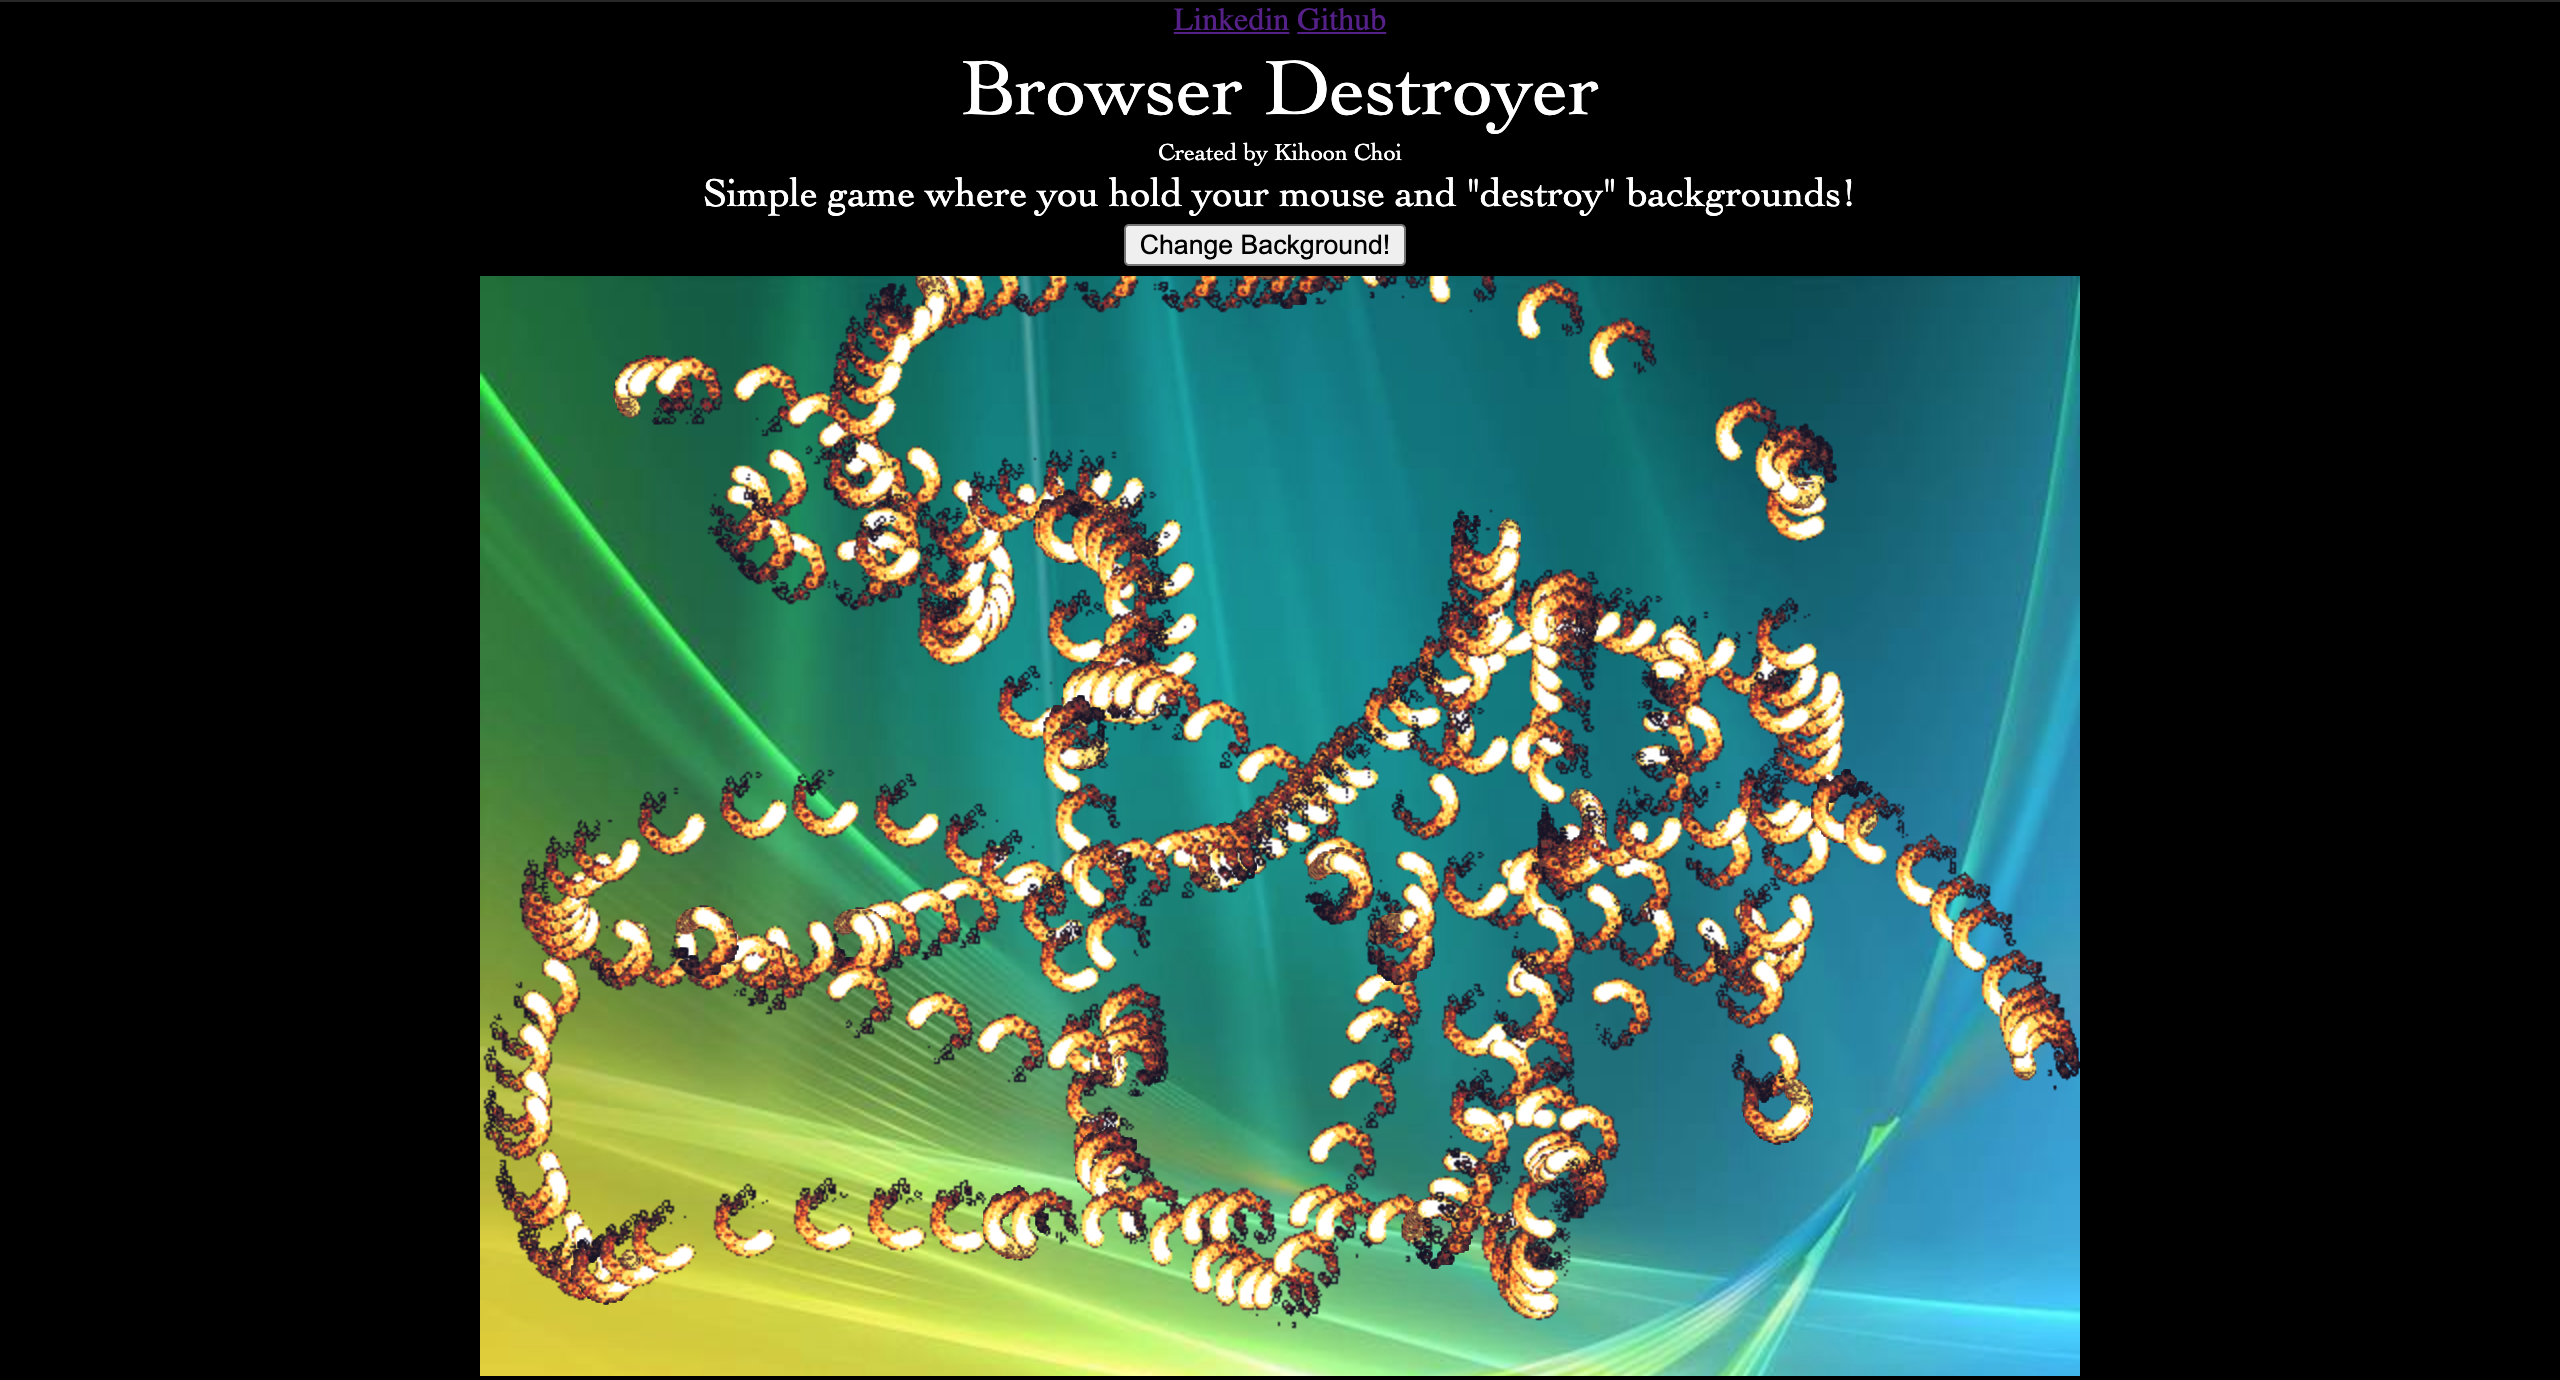 Linkedin Github
Browser Destroyer
Created by Kihoon Choi
Simple game where you hold your mouse and "destroy" backgrounds!
Change Background!